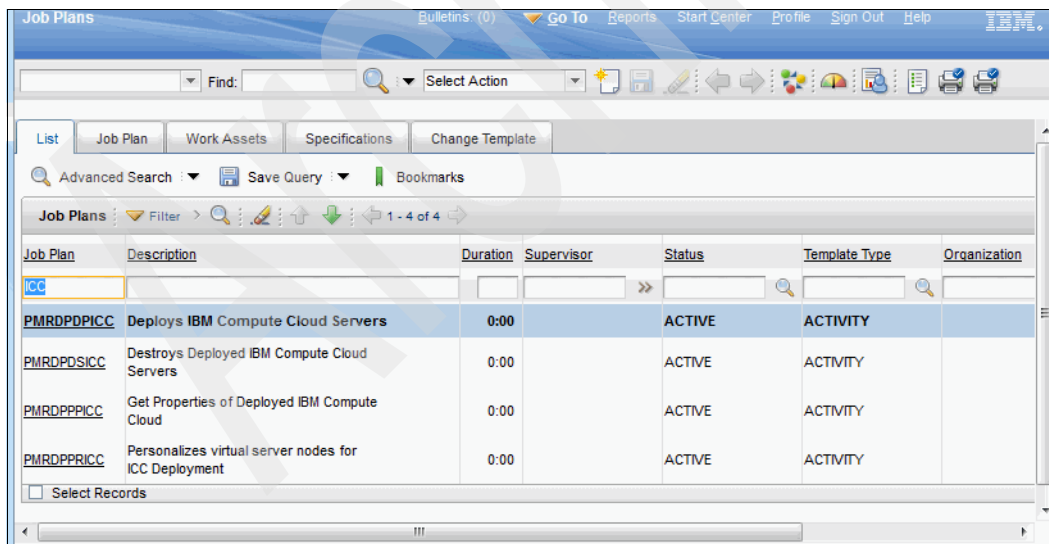 Job Plans Bulletins: (0) Go To Reports Start Center Profile Sign Out Help IBM.
Find: Select Action
List Job Plan Work Assets Specifications Change Template
Advanced Search Save Query Bookmarks
Job Plans Filter 1 - 4 of 4
Job Plan Description Duration Supervisor Status Template Type Organization
ICC
PMRDPDPICC Deploys IBM Compute Cloud Servers 0:00 ACTIVE ACTIVITY
PMRDPDSICC Destroys Deployed IBM Compute Cloud Servers 0:00 ACTIVE ACTIVITY
PMRDPPPICC Get Properties of Deployed IBM Compute Cloud 0:00 ACTIVE ACTIVITY
PMRDPPRICC Personalizes virtual server nodes for ICC Deployment 0:00 ACTIVE ACTIVITY
Select Records